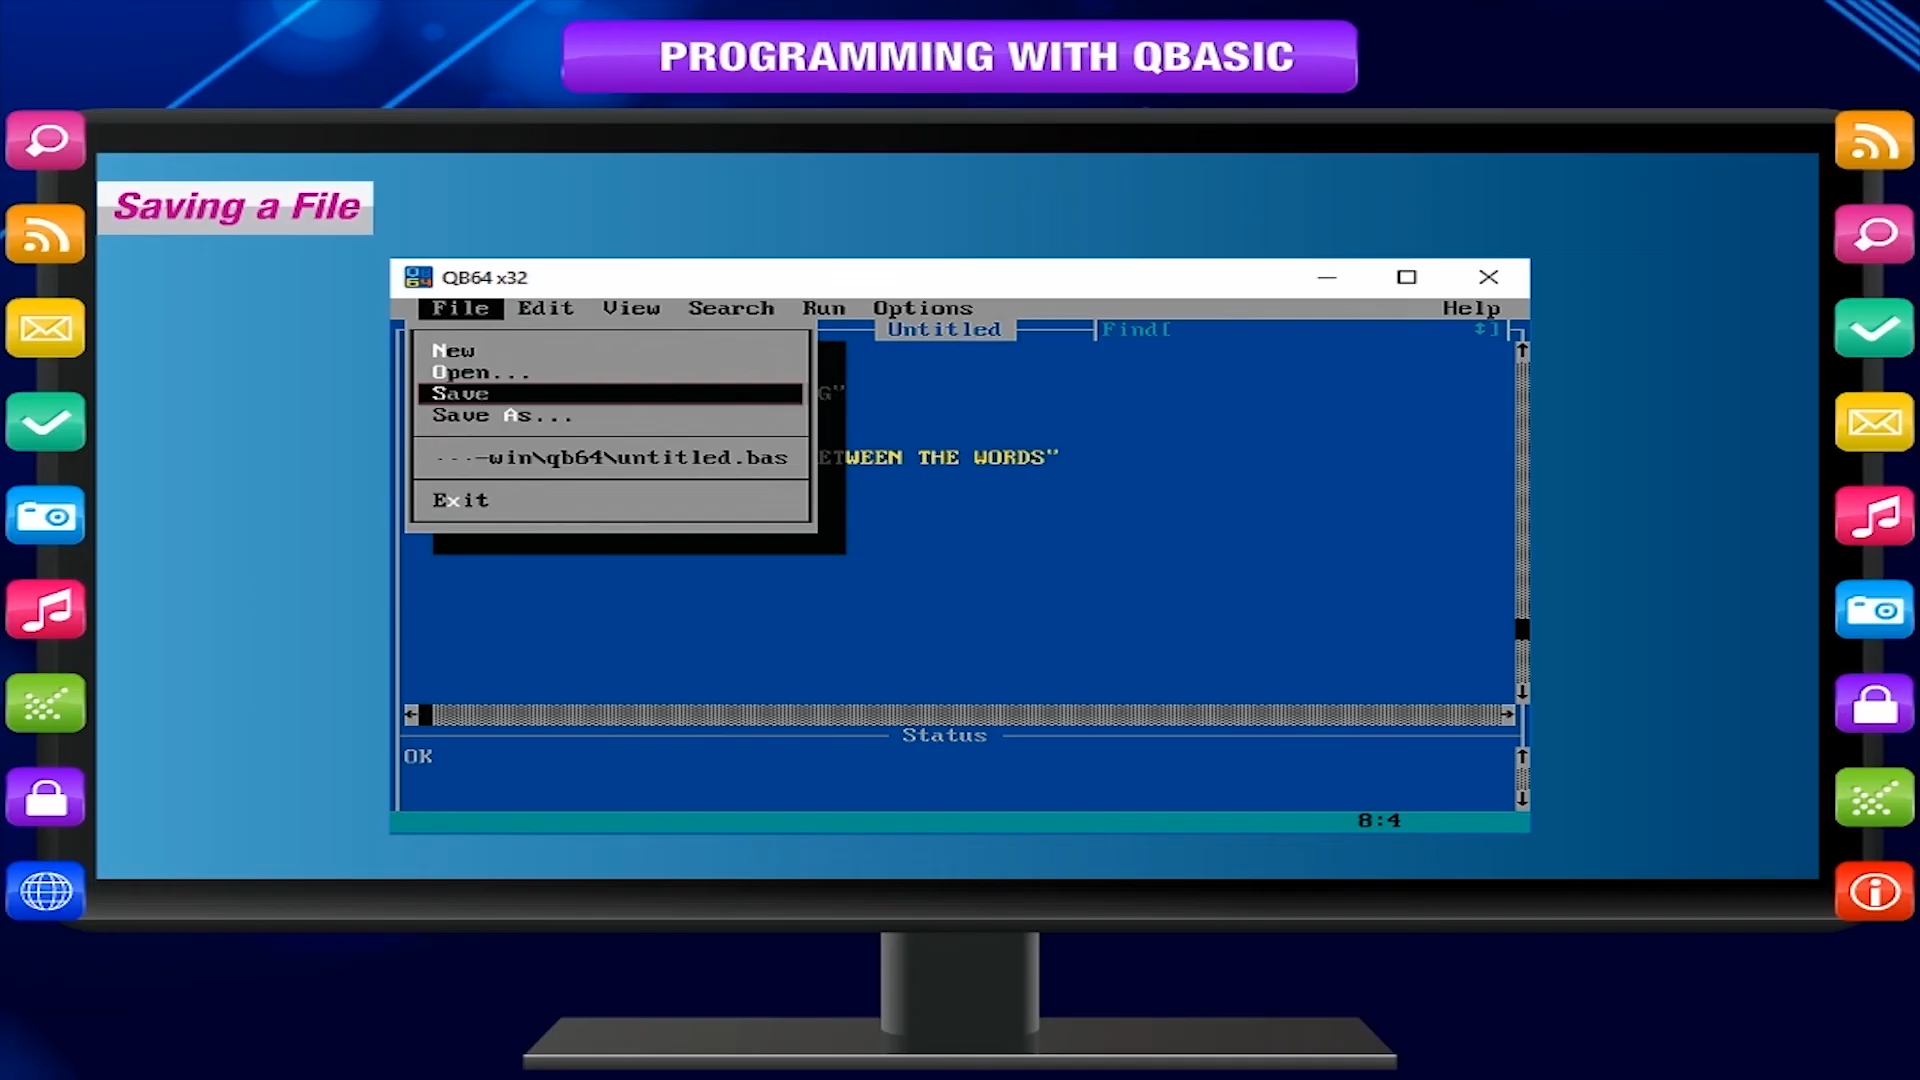 PROGRAMMING WITH QBASIC
Saving a File
QB64 x32
File Edit View Search Run Options Help
Untitled Find[ ↕]
New
Open...
Save
G"
Save As...
...-win\qb64\untitled.bas
ETWEEN THE WORDS"
Exit
Status
OK
8:4